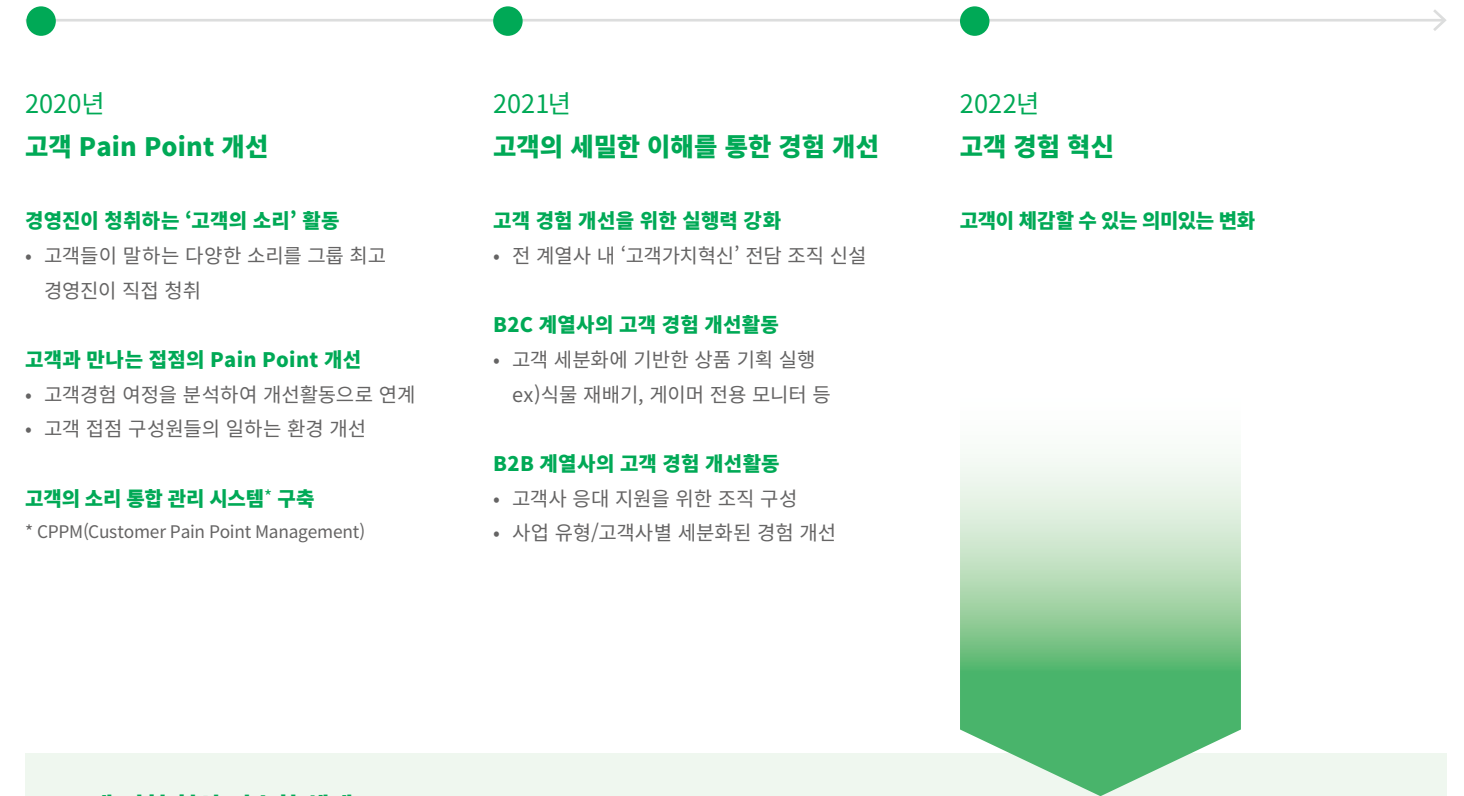 2020년
고객 Pain Point 개선
경영진이 청취하는 ‘고객의 소리’ 활동
• 고객들이 말하는 다양한 소리를 그룹 최고
경영진이 직접 청취
고객과 만나는 접점의 Pain Point 개선
• 고객경험 여정을 분석하여 개선활동으로 연계
• 고객 접점 구성원들의 일하는 환경 개선
고객의 소리 통합 관리 시스템* 구축
* CPPM(Customer Pain Point Management)
2021년
고객의 세밀한 이해를 통한 경험 개선
고객 경험 개선을 위한 실행력 강화
• 전 계열사 내 ‘고객가치혁신’ 전담 조직 신설
B2C 계열사의 고객 경험 개선활동
• 고객 세분화에 기반한 상품 기획 실행
ex)식물 재배기, 게이머 전용 모니터 등
B2B 계열사의 고객 경험 개선활동
• 고객사 응대 지원을 위한 조직 구성
• 사업 유형/고객사별 세분화된 경험 개선
2022년
고객 경험 혁신
고객이 체감할 수 있는 의미있는 변화